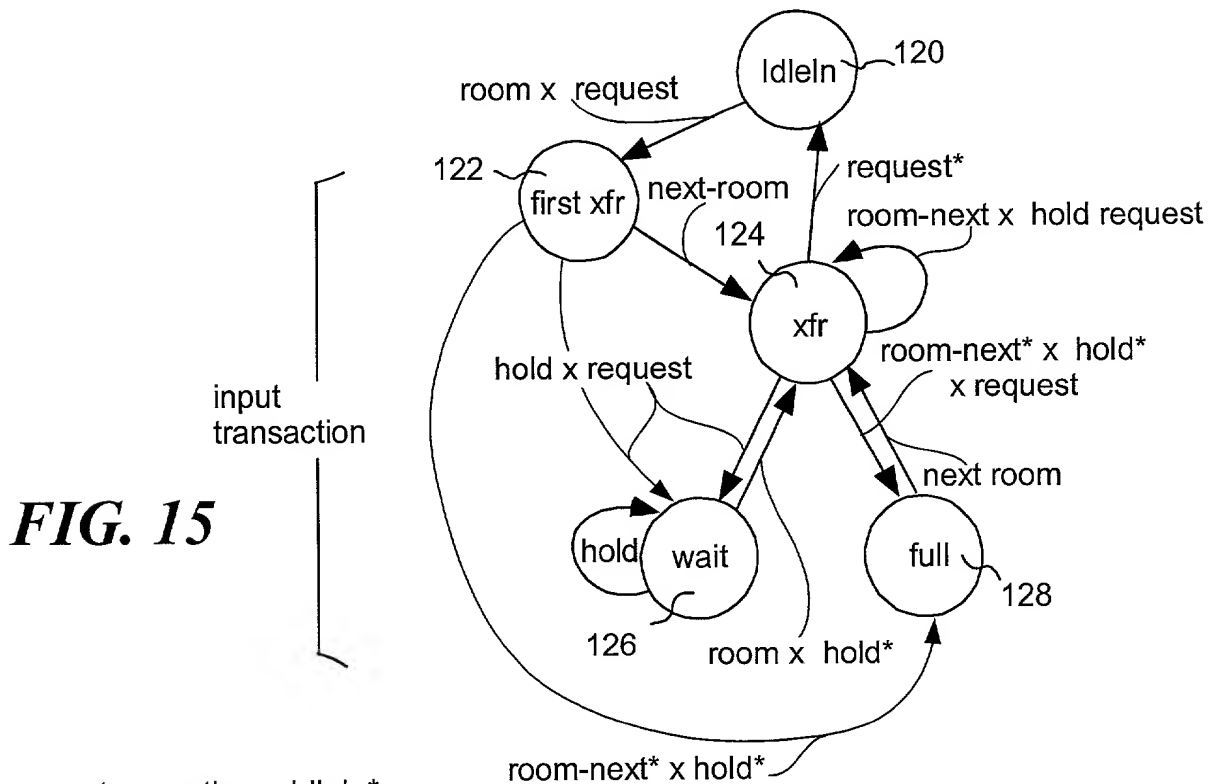 IdleIn
120
room x request
122
first xfr
next-room
request*
room-next x hold request
124
xfr
room-next* x hold*
x request
hold x request
input
transaction
next room
FIG. 15
hold
wait
full
128
126
room x hold*
room-next* x hold*